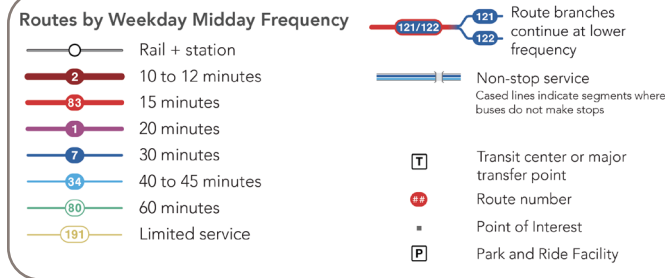 Routes by Weekday Midday Frequency
Rail + station
2 10 to 12 minutes
83 15 minutes
1 20 minutes
7 30 minutes
34 40 to 45 minutes
80 60 minutes
191 Limited service
121/122
121
122
Route branches
continue at lower
frequency
Non-stop service
Cased lines indicate segments where
buses do not make stops
T Transit center or major
transfer point
## Route number
Point of Interest
P Park and Ride Facility